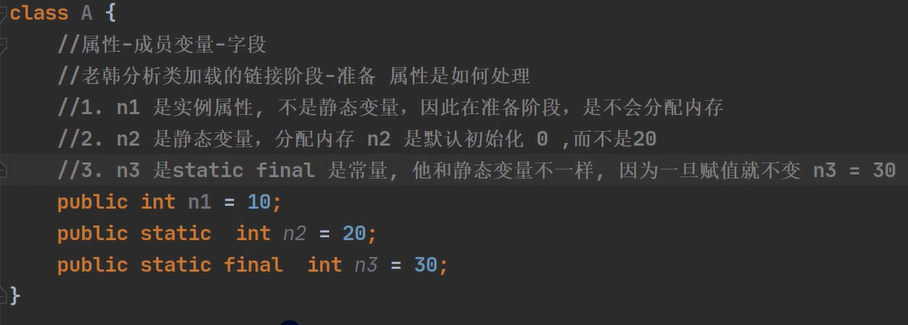 class A {
//属性-成员变量-字段
//老韩分析类加载的链接阶段-准备 属性是如何处理
//1. n1 是实例属性, 不是静态变量，因此在准备阶段，是不会分配内存
//2. n2 是静态变量，分配内存 n2 是默认初始化 0 ,而不是20
//3. n3 是static final 是常量, 他和静态变量不一样, 因为一旦赋值就不变 n3 = 30
public int n1 = 10;
public static  int n2 = 20;
public static final  int n3 = 30;
}